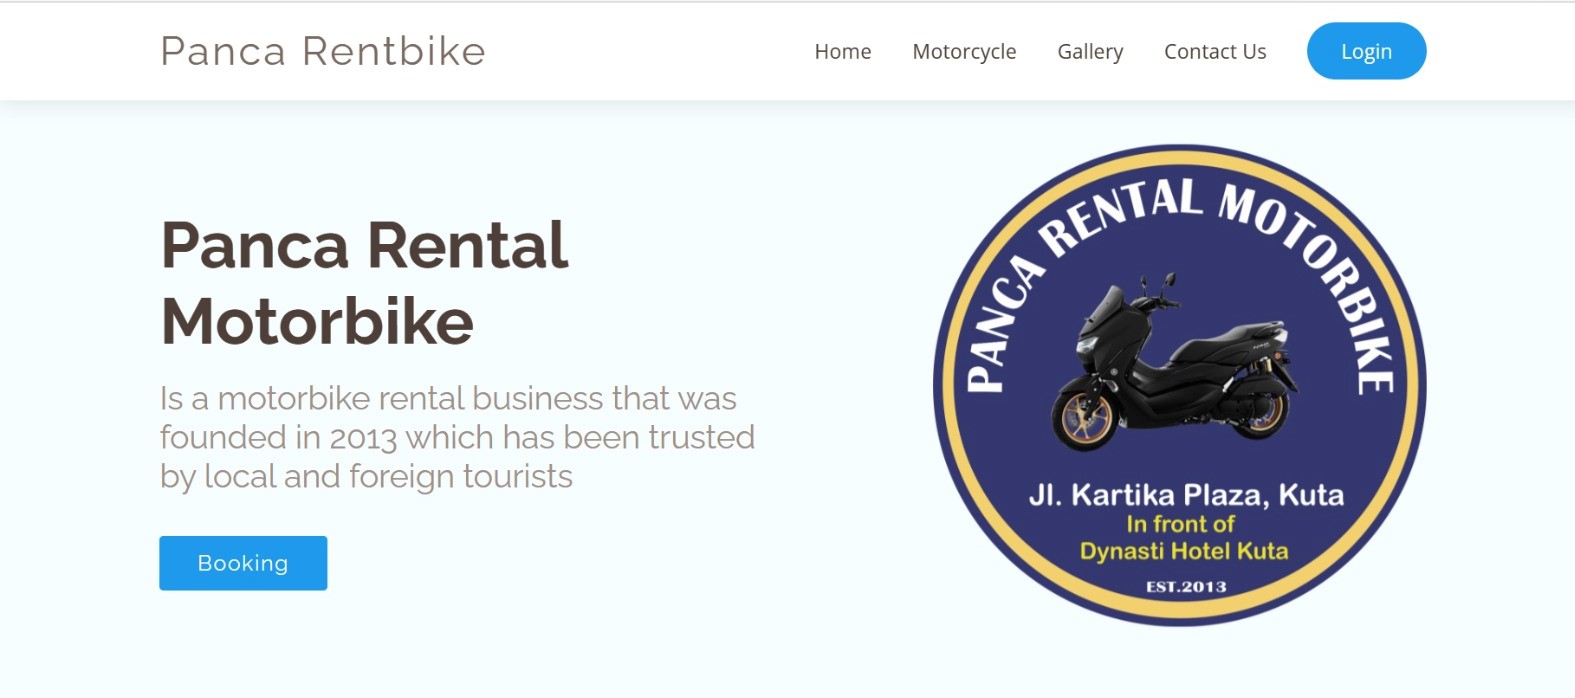 Panca Rentbike
Home
Motorcycle
Gallery
Contact Us
Login
Panca Rental
Motorbike
Is a motorbike rental business that was
founded in 2013 which has been trusted
by local and foreign tourists
Booking
PANCA RENTAL MOTORBIKE
Jl. Kartika Plaza, Kuta
In front of
Dynasti Hotel Kuta
EST.2013